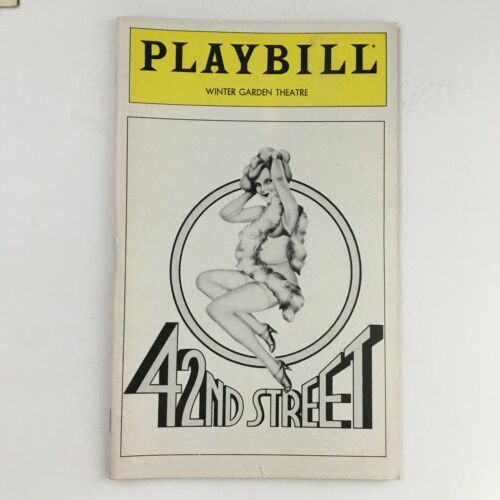 PLAYBILL®
WINTER GARDEN THEATRE
42ND STREET